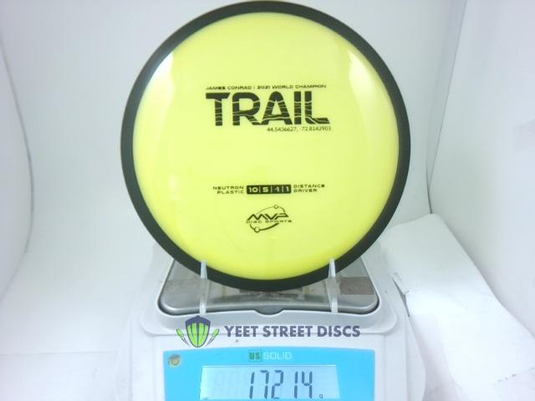 JAMES CONRAD | 2021 WORLD CHAMPION
TRAIL
44.5436627, -72.8142903
NEUTRON PLASTIC 10 5 -1 1 DISTANCE DRIVER
MVP
DISC SPORTS
YEET STREET DISCS
US SOLID
172.14 g